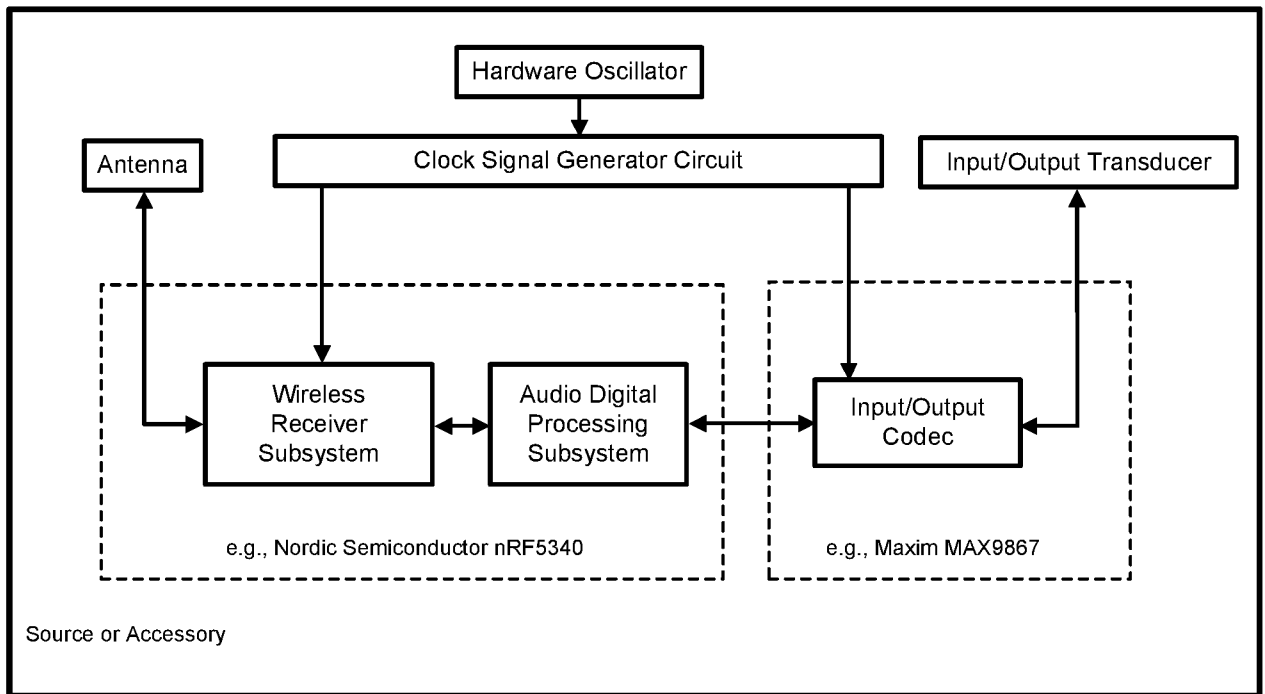 Hardware Oscillator
Clock Signal Generator Circuit
Antenna
Input/Output Transducer
Wireless
Receiver
Subsystem
Audio Digital
Processing
Subsystem
Input/Output
Codec
e.g., Nordic Semiconductor nRF5340
e.g., Maxim MAX9867
Source or Accessory